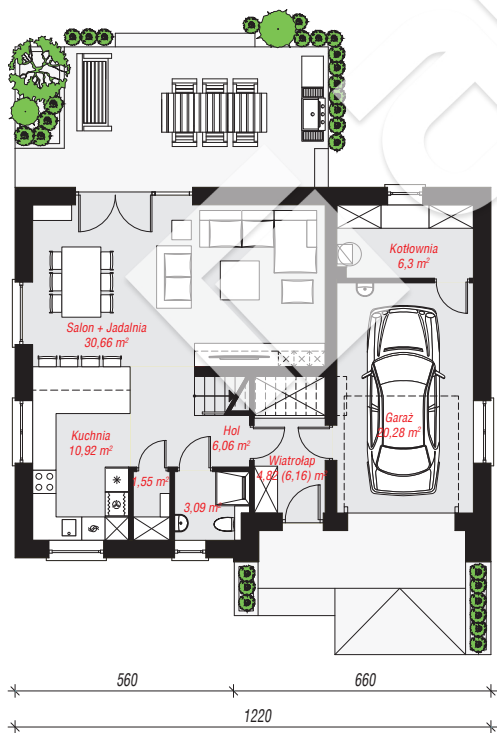 Kotłownia
6,3 m²
Salon + Jadalnia
30,66 m²
Garaż
20,28 m²
Hol
6,06 m²
Kuchnia
10,92 m²
Wiatrołap
4,82 (6,16) m²
1,55 m²
3,09 m²
560
660
1220